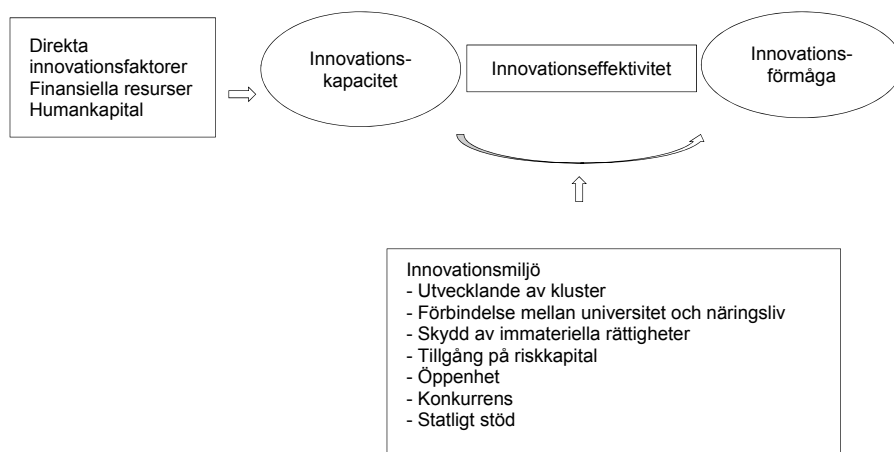 Direkta
innovationsfaktorer
Finansiella resurser
Humankapital
Innovations-
kapacitet
Innovationseffektivitet
Innovations-
förmåga
Innovationsmiljö
- Utvecklande av kluster
- Förbindelse mellan universitet och näringsliv
- Skydd av immateriella rättigheter
- Tillgång på riskkapital
- Öppenhet
- Konkurrens
- Statligt stöd